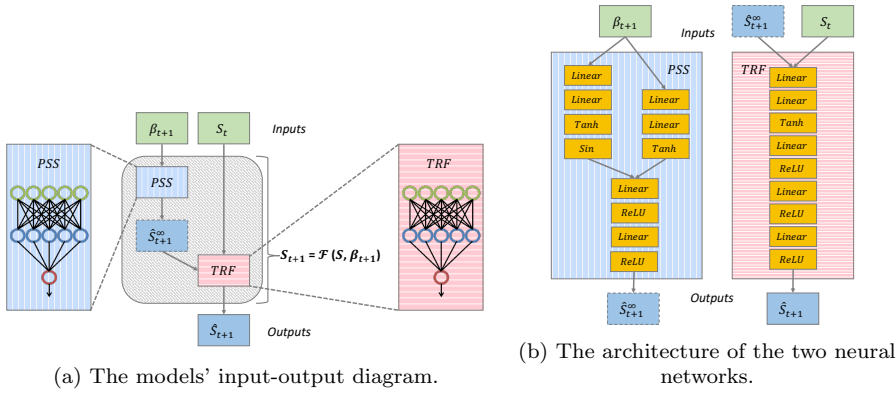 β_{t+1}
S_t
Inputs
PSS
PSS
Ŝ^∞_{t+1}
TRF
S_{t+1} = 𝓕 (S, β_{t+1})
TRF
Ŝ_{t+1}
Outputs
(a) The models' input-output diagram.
β_{t+1}
Inputs
Ŝ^∞_{t+1}
S_t
PSS
Linear
Linear
Tanh
Sin
Linear
Linear
Tanh
Linear
ReLU
Linear
ReLU
Ŝ^∞_{t+1}
Outputs
TRF
Linear
Linear
Tanh
Linear
ReLU
Linear
ReLU
Linear
ReLU
Ŝ_{t+1}
(b) The architecture of the two neural
networks.